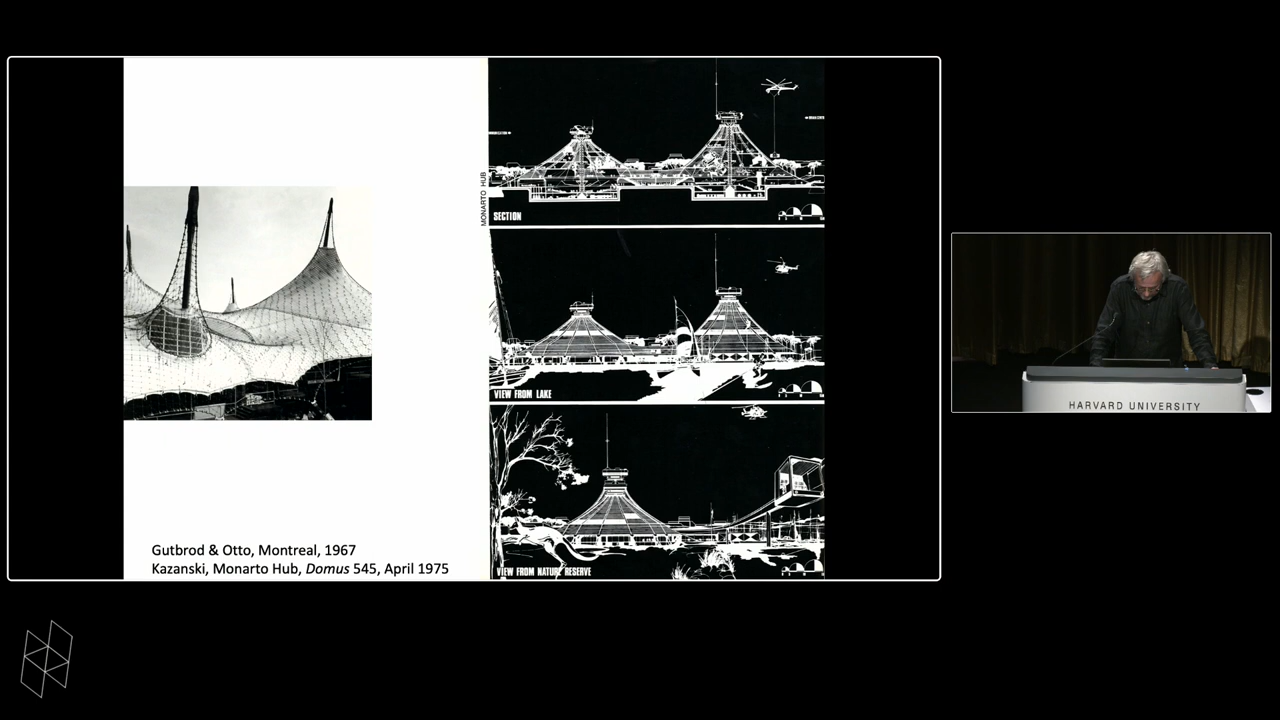 MONARTO HUB
SECTION
VIEW FROM LAKE
VIEW FROM NATURE RESERVE
Gutbrod & Otto, Montreal, 1967
Kazanski, Monarto Hub, Domus 545, April 1975
HARVARD UNIVERSITY